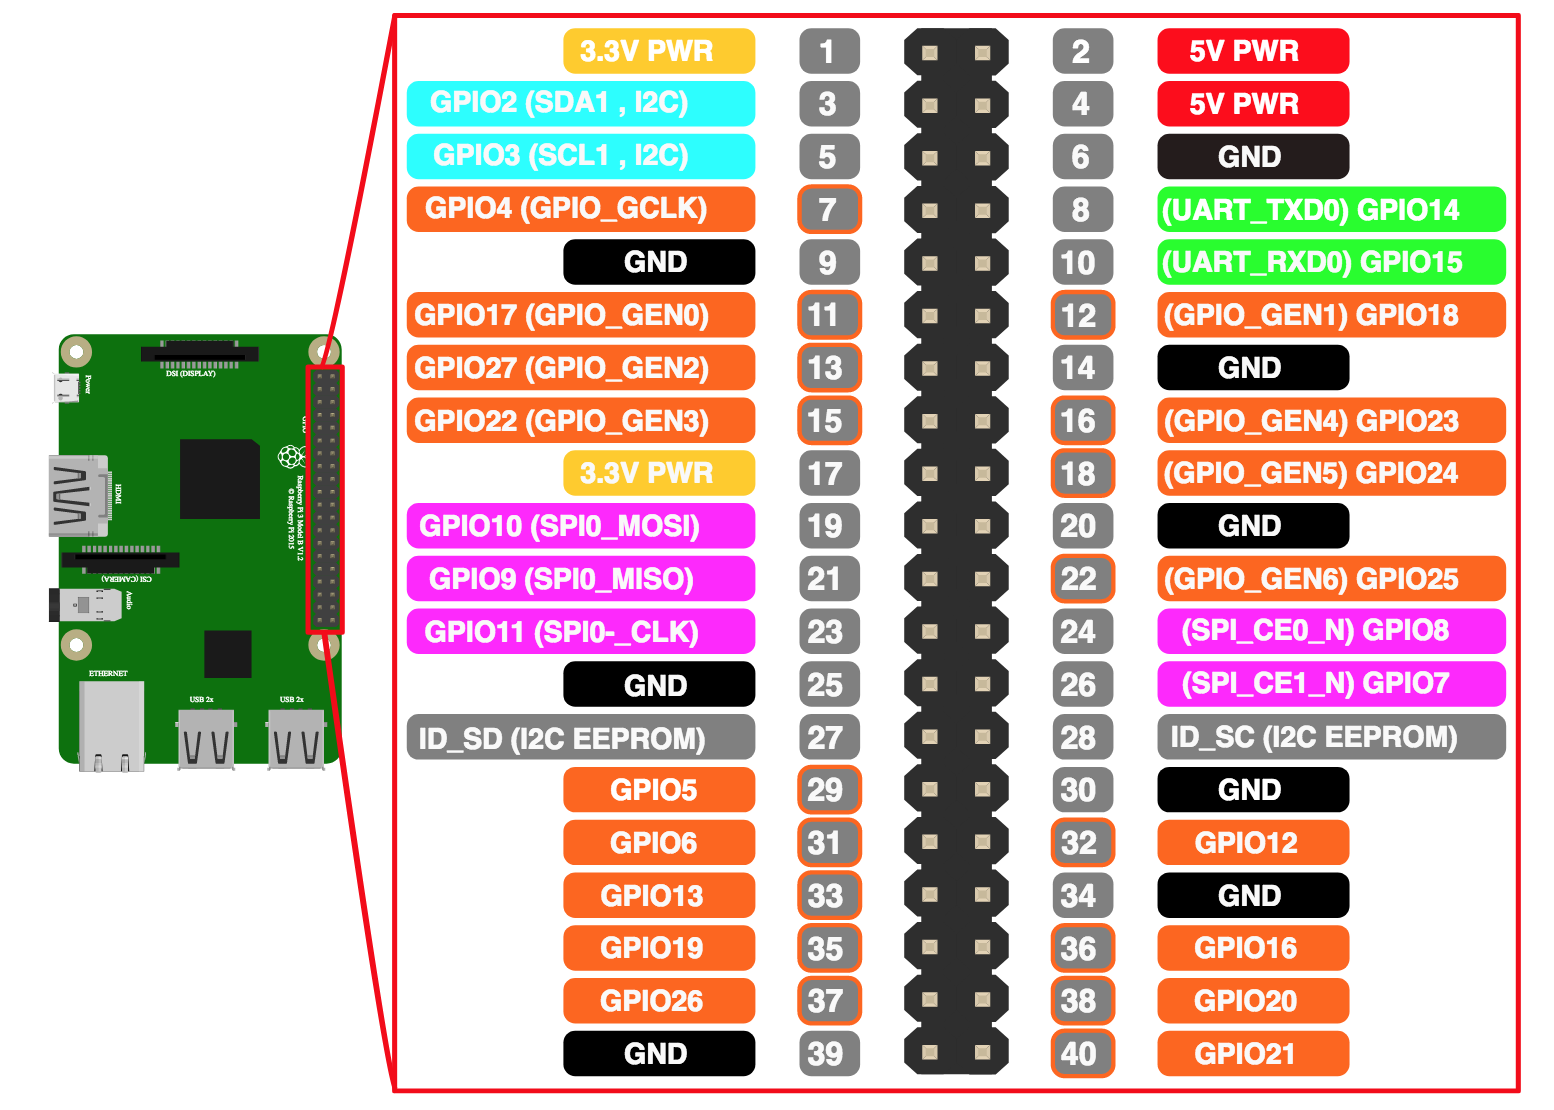 3.3V PWR 1 2 5V PWR
GPIO2 (SDA1 , I2C) 3 4 5V PWR
GPIO3 (SCL1 , I2C) 5 6 GND
GPIO4 (GPIO_GCLK) 7 8 (UART_TXD0) GPIO14
GND 9 10 (UART_RXD0) GPIO15
GPIO17 (GPIO_GEN0) 11 12 (GPIO_GEN1) GPIO18
GPIO27 (GPIO_GEN2) 13 14 GND
GPIO22 (GPIO_GEN3) 15 16 (GPIO_GEN4) GPIO23
3.3V PWR 17 18 (GPIO_GEN5) GPIO24
GPIO10 (SPI0_MOSI) 19 20 GND
GPIO9 (SPI0_MISO) 21 22 (GPIO_GEN6) GPIO25
GPIO11 (SPI0-_CLK) 23 24 (SPI_CE0_N) GPIO8
GND 25 26 (SPI_CE1_N) GPIO7
ID_SD (I2C EEPROM) 27 28 ID_SC (I2C EEPROM)
GPIO5 29 30 GND
GPIO6 31 32 GPIO12
GPIO13 33 34 GND
GPIO19 35 36 GPIO16
GPIO26 37 38 GPIO20
GND 39 40 GPIO21
DSI (DISPLAY)
Power
HDMI
Raspberry Pi 3 Model B V1.2
© Raspberry Pi 2015
CSI (CAMERA)
Audio
ETHERNET
USB 2x
USB 2x